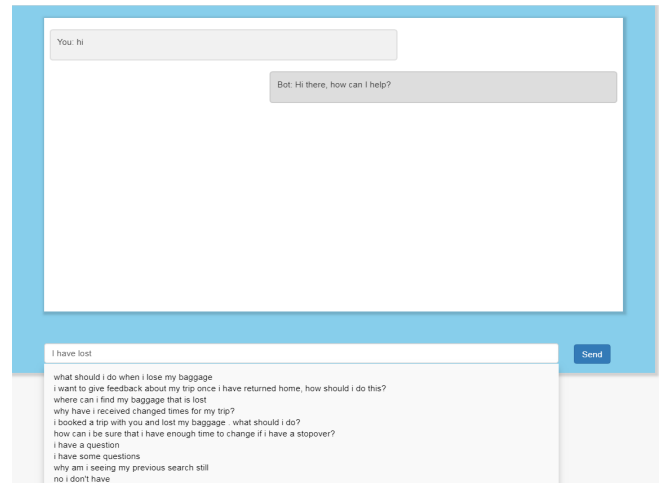 You: hi
Bot: Hi there, how can I help?
I have lost
Send
what should i do when i lose my baggage
i want to give feedback about my trip once i have returned home, how should i do this?
where can i find my baggage that is lost
why have i received changed times for my trip?
i booked a trip with you and lost my baggage . what should i do?
how can i be sure that i have enough time to change if i have a stopover?
i have a question
i have some questions
why am i seeing my previous search still
no i don't have